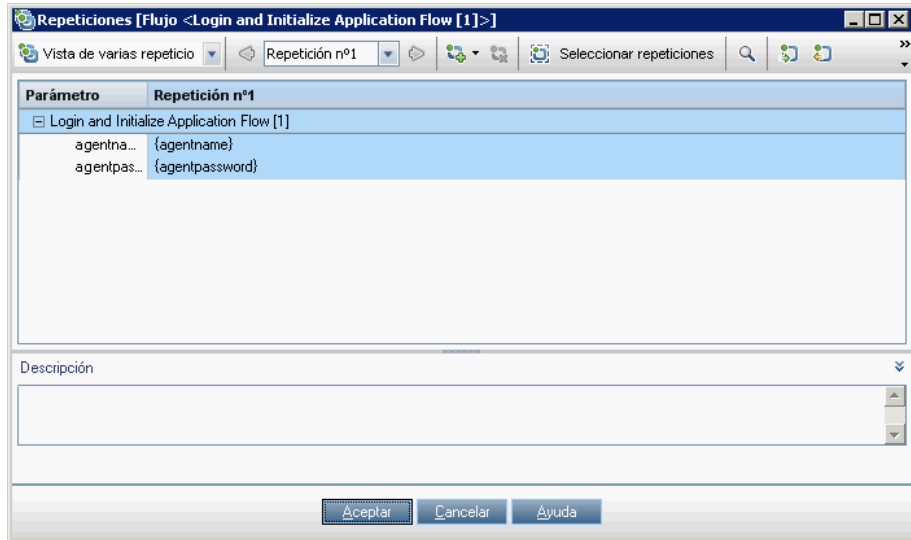 Repeticiones [Flujo <Login and Initialize Application Flow [1]>]
Vista de varias repeticio Repetición nº1 Seleccionar repeticiones »
Parámetro Repetición nº1
Login and Initialize Application Flow [1]
agentna... {agentname}
agentpas... {agentpassword}
Descripción
Aceptar Cancelar Ayuda